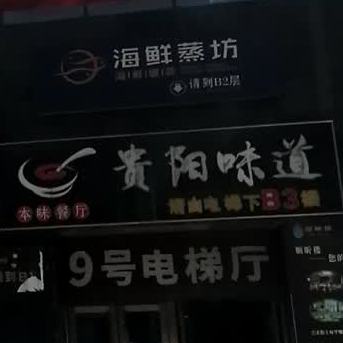 海鲜蒸坊
请到B2层
贵阳味道
本味餐厅
请由电梯下B3楼
9号电梯厅